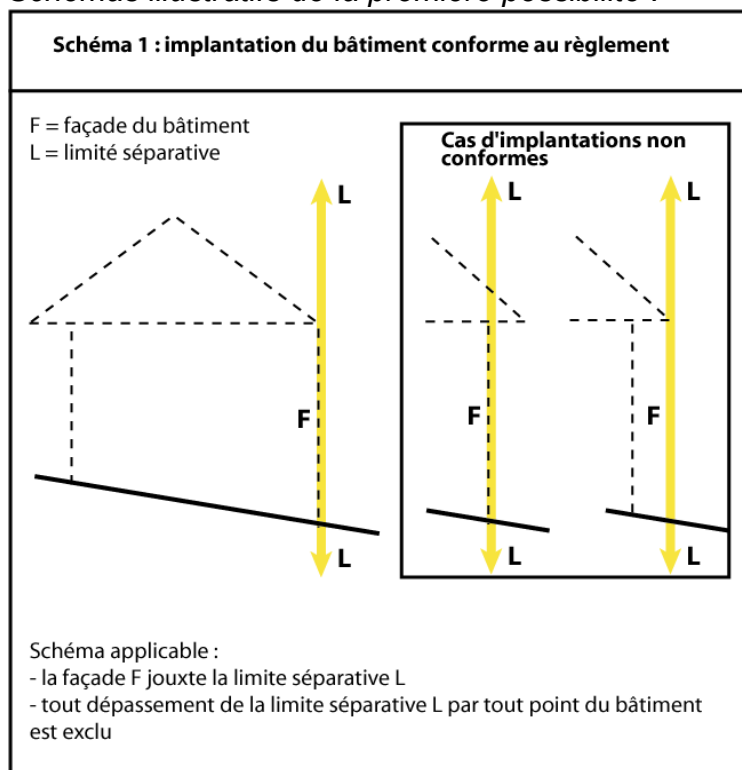 Schémas illustratifs de la première possibilité :
Schéma 1 : implantation du bâtiment conforme au règlement
F = façade du bâtiment
L = limité séparative
Cas d'implantations non
conformes
L
L
L
F
F
F
L
L
L
Schéma applicable :
- la façade F jouxte la limite séparative L
- tout dépassement de la limite séparative L par tout point du bâtiment
est exclu